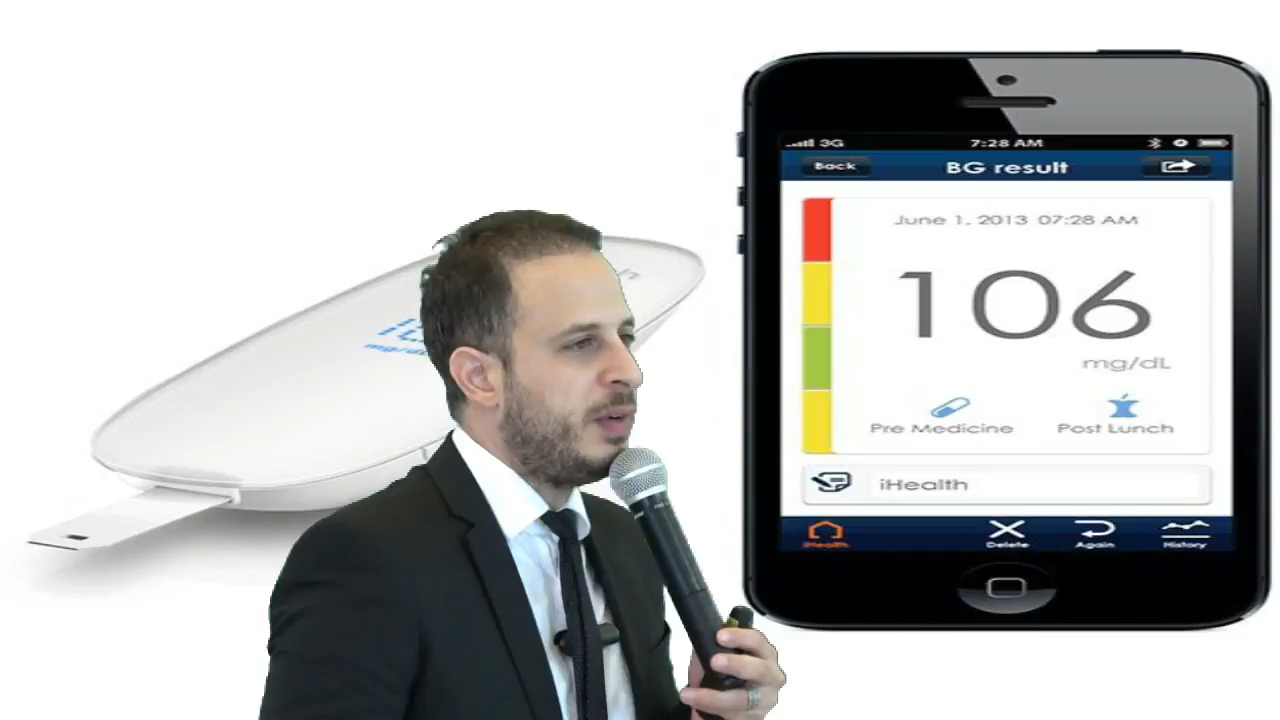 3G 7:28 AM
Back BG result
June 1, 2013 07:28 AM
106
mg/dL
Pre Medicine Post Lunch
iHealth
iHealth Delete Again History